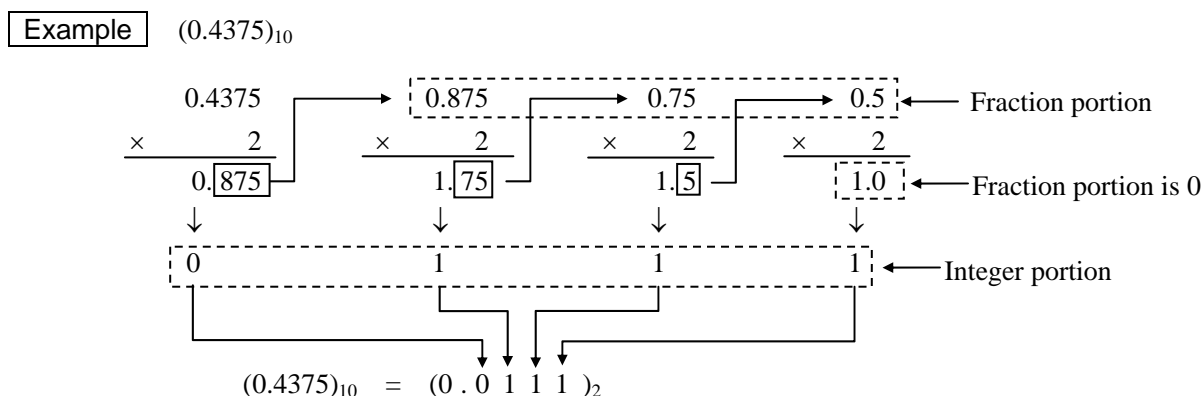 Example (0.4375)₁₀
0.4375 0.875 0.75 0.5 Fraction portion
× 2 × 2 × 2 × 2
0.875 1.75 1.5 1.0 Fraction portion is 0
↓ ↓ ↓ ↓
0 1 1 1 Integer portion
(0.4375)₁₀ = (0 . 0 1 1 1 )₂